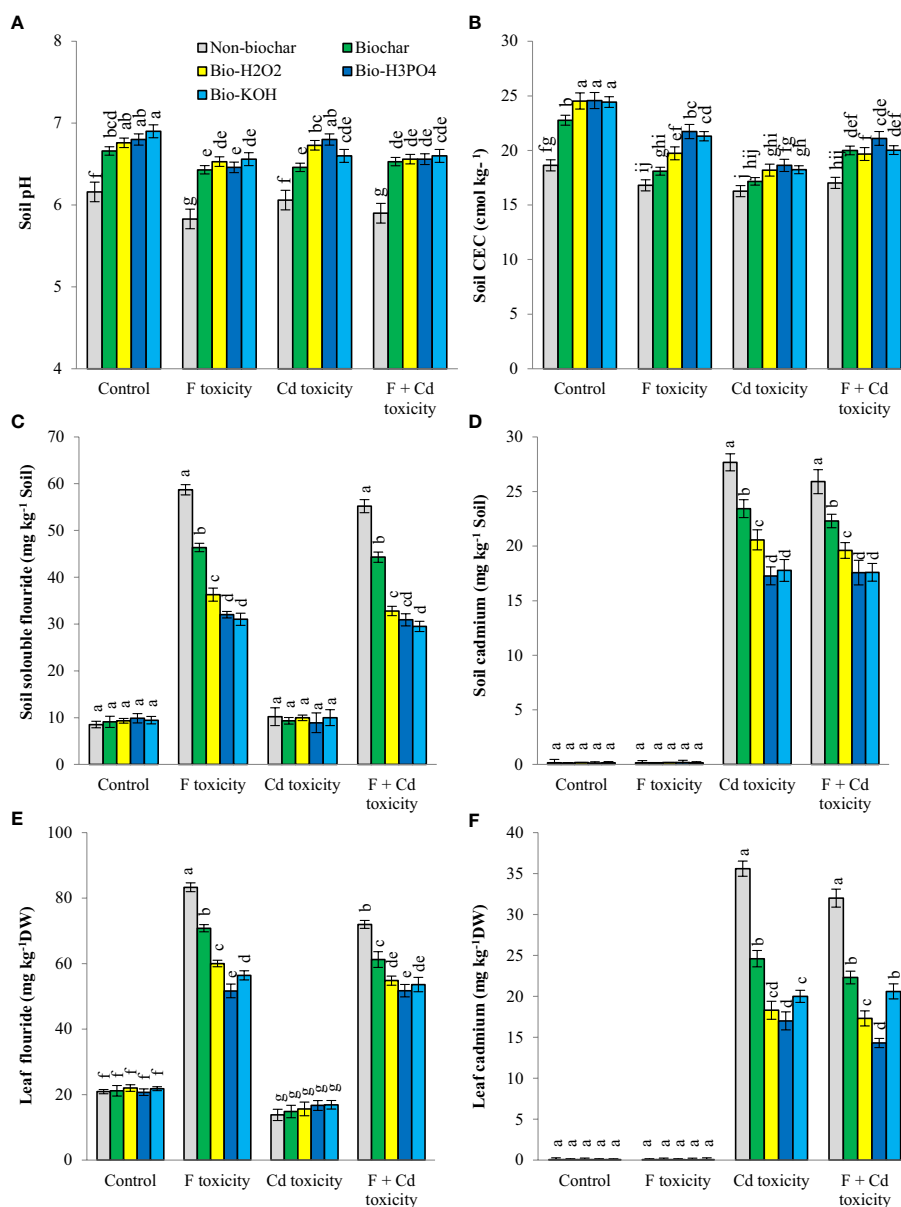 A
8
7
6
5
4
Soil pH
Non-biochar
Biochar
Bio-H2O2
Bio-H3PO4
Bio-KOH
f bcd ab ab a
g e de e de
f e bc ab cde
g de de de de
Control
F toxicity
Cd toxicity
F + Cd
toxicity
B
30
25
20
15
10
5
0
Soil CEC (cmol kg-¹)
fg b a a a
ij ghi ef bc cd
j hij ghi fg gh
hij def f cde def
Control
F toxicity
Cd toxicity
F + Cd
toxicity
C
70
60
50
40
30
20
10
0
Soil soloubble flouride (mg kg-¹ Soil)
a a a a a
a b c d d
a a a a a
a b c cd d
Control
F toxicity
Cd toxicity
F + Cd
toxicity
D
30
25
20
15
10
5
0
Soil cadmium (mg kg-¹ Soil)
a a a a a
a a a a a
a b c d d
a b c d d
Control
F toxicity
Cd toxicity
F + Cd
toxicity
E
100
80
60
40
20
0
Leaf flouride (mg kg-¹DW)
f f f f f
a b c e d
g g g g g
b c de e de
Control
F toxicity
Cd toxicity
F + Cd
toxicity
F
40
35
30
25
20
15
10
5
0
Leaf cadmium (mg kg-¹DW)
a a a a a
a a a a a
a b cd d c
a b c d b
Control
F toxicity
Cd toxicity
F + Cd
toxicity